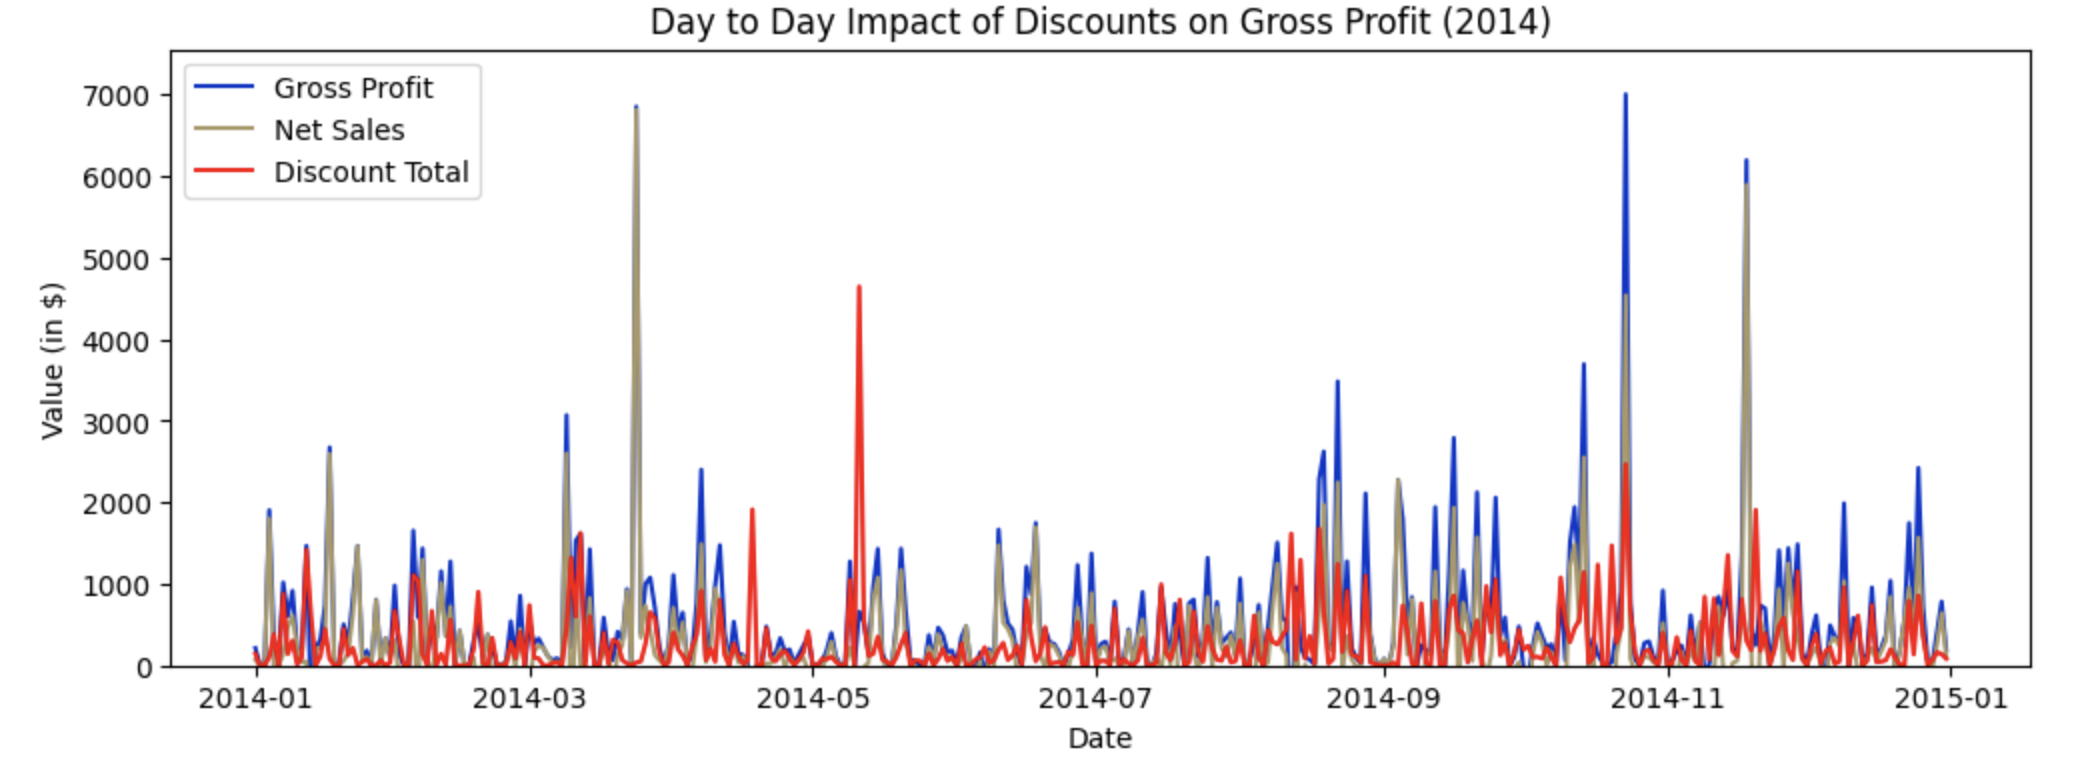 Day to Day Impact of Discounts on Gross Profit (2014)
Gross Profit
Net Sales
Discount Total
7000
6000
5000
4000
3000
2000
1000
0
Value (in $)
2014-01 2014-03 2014-05 2014-07 2014-09 2014-11 2015-01
Date